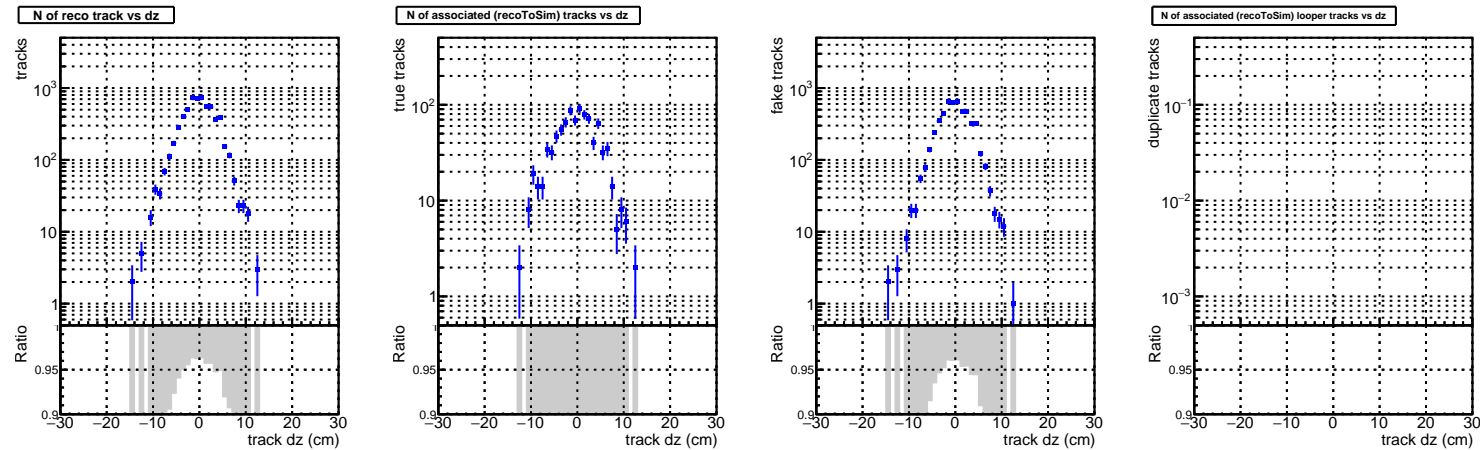 N of reco track vs dz
tracks
10³
10²
10
1
Ratio
1
0.95
0.9
−30 −20 −10 0 10 20 30
track dz (cm)
N of associated (recoToSim) tracks vs dz
true tracks
10²
10
1
Ratio
1
0.95
0.9
−30 −20 −10 0 10 20 30
track dz (cm)
fake tracks
10³
10²
10
1
Ratio
1
0.95
0.9
−30 −20 −10 0 10 20 30
track dz (cm)
N of associated (recoToSim) looper tracks vs dz
duplicate tracks
10⁻¹
10⁻²
10⁻³
Ratio
1
0.95
0.9
−30 −20 −10 0 10 20 30
track dz (cm)